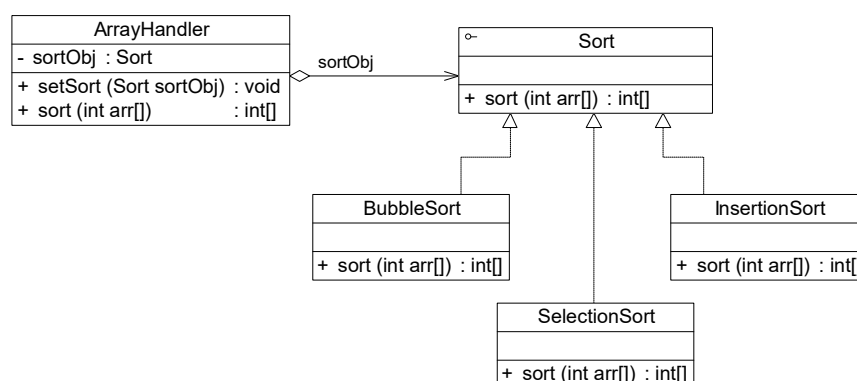 ArrayHandler
- sortObj : Sort
+ setSort (Sort sortObj) : void
+ sort (int arr[]) : int[]
sortObj
Sort
+ sort (int arr[]) : int[]
BubbleSort
+ sort (int arr[]) : int[]
InsertionSort
+ sort (int arr[]) : int[]
SelectionSort
+ sort (int arr[]) : int[]